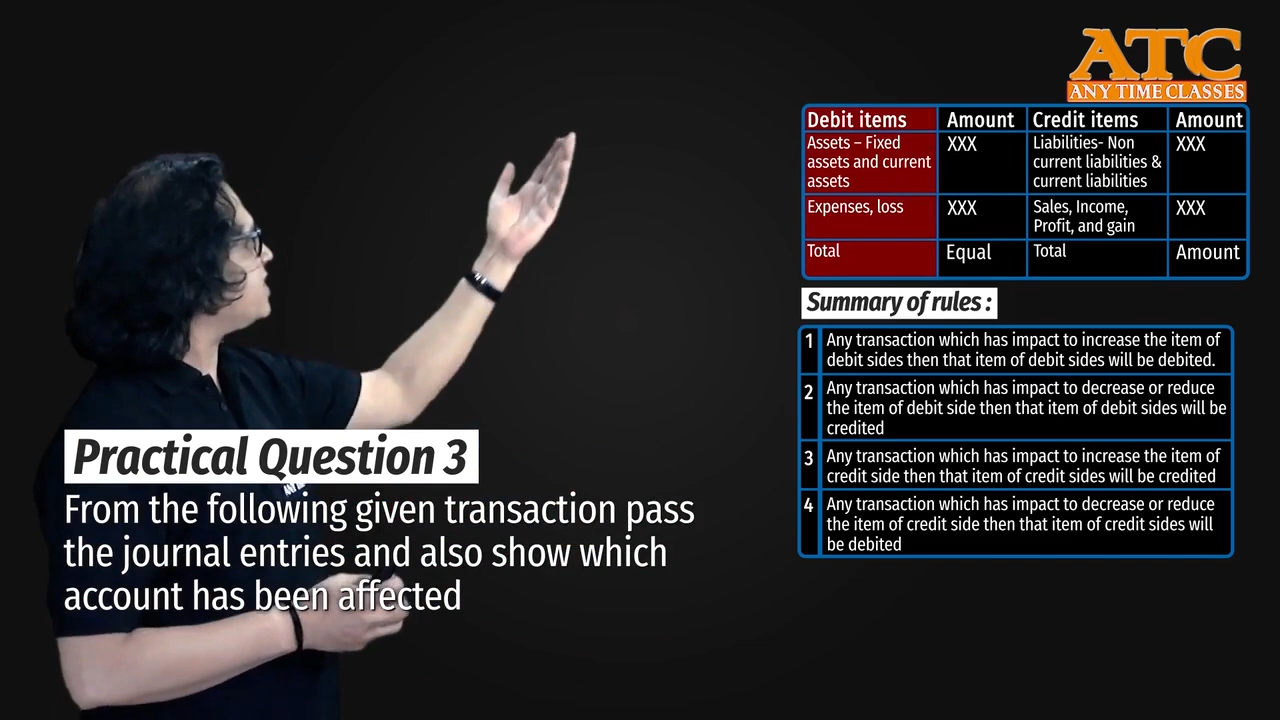 ATC
ANY TIME CLASSES
Debit items Amount Credit items Amount
Assets – Fixed
assets and current
assets
XXX
Liabilities- Non
current liabilities &
current liabilities
XXX
Expenses, loss
XXX
Sales, Income,
Profit, and gain
XXX
Total Equal Total Amount
Summary of rules :
1
Any transaction which has impact to increase the item of
debit sides then that item of debit sides will be debited.
2
Any transaction which has impact to decrease or reduce
the item of debit side then that item of debit sides will be
credited
3
Any transaction which has impact to increase the item of
credit side then that item of credit sides will be credited
4
Any transaction which has impact to decrease or reduce
the item of credit side then that item of credit sides will
be debited
Practical Question 3
From the following given transaction pass
the journal entries and also show which
account has been affected